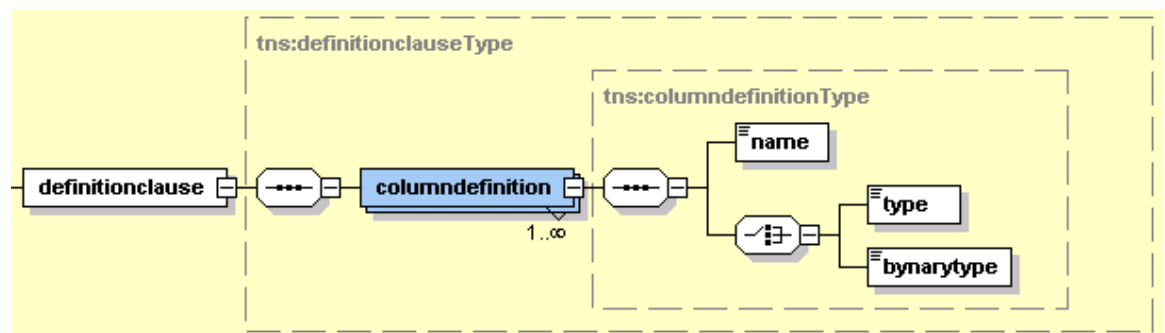 tns:definitionclauseType
tns:columndefinitionType
name
definitionclause
columndefinition
type
1..∞
bynarytype